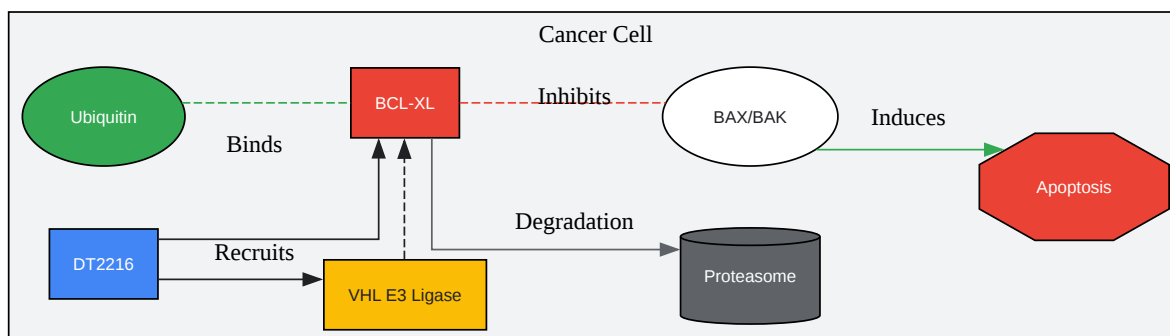 Cancer Cell
Ubiquitin
BCL-XL
Inhibits
BAX/BAK
Induces
Binds
Apoptosis
DT2216
Recruits
VHL E3 Ligase
Degradation
Proteasome